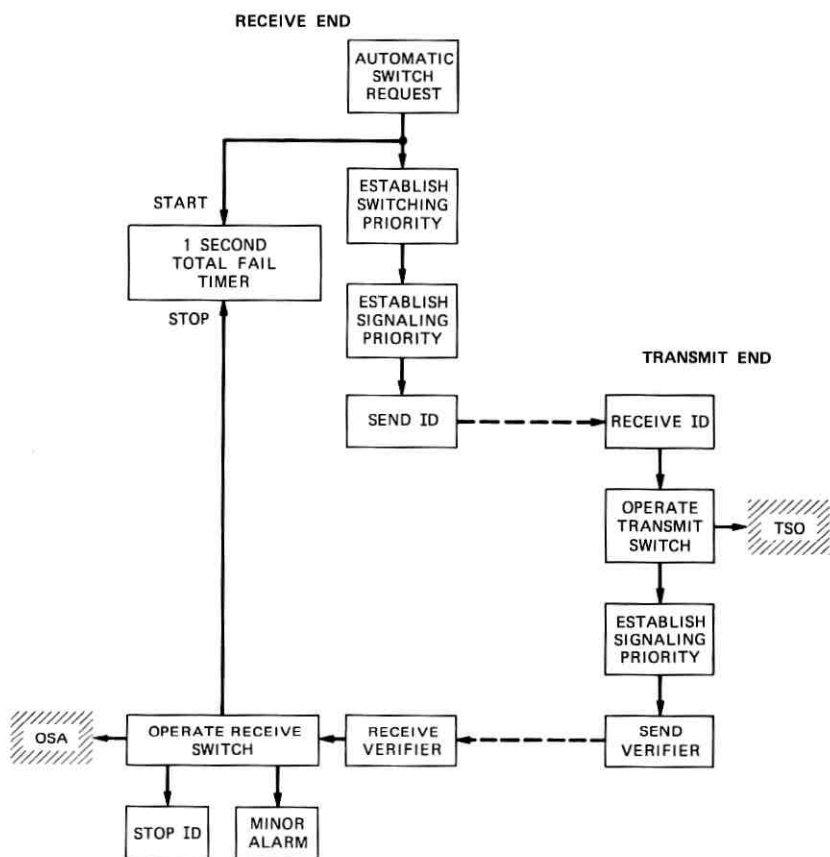 RECEIVE END
AUTOMATIC
SWITCH
REQUEST
START
1 SECOND
TOTAL FAIL
TIMER
STOP
ESTABLISH
SWITCHING
PRIORITY
ESTABLISH
SIGNALING
PRIORITY
TRANSMIT END
SEND ID
RECEIVE ID
OPERATE
TRANSMIT
SWITCH
TSO
ESTABLISH
SIGNALING
PRIORITY
SEND
VERIFIER
RECEIVE
VERIFIER
OPERATE RECEIVE
SWITCH
OSA
STOP ID
MINOR
ALARM